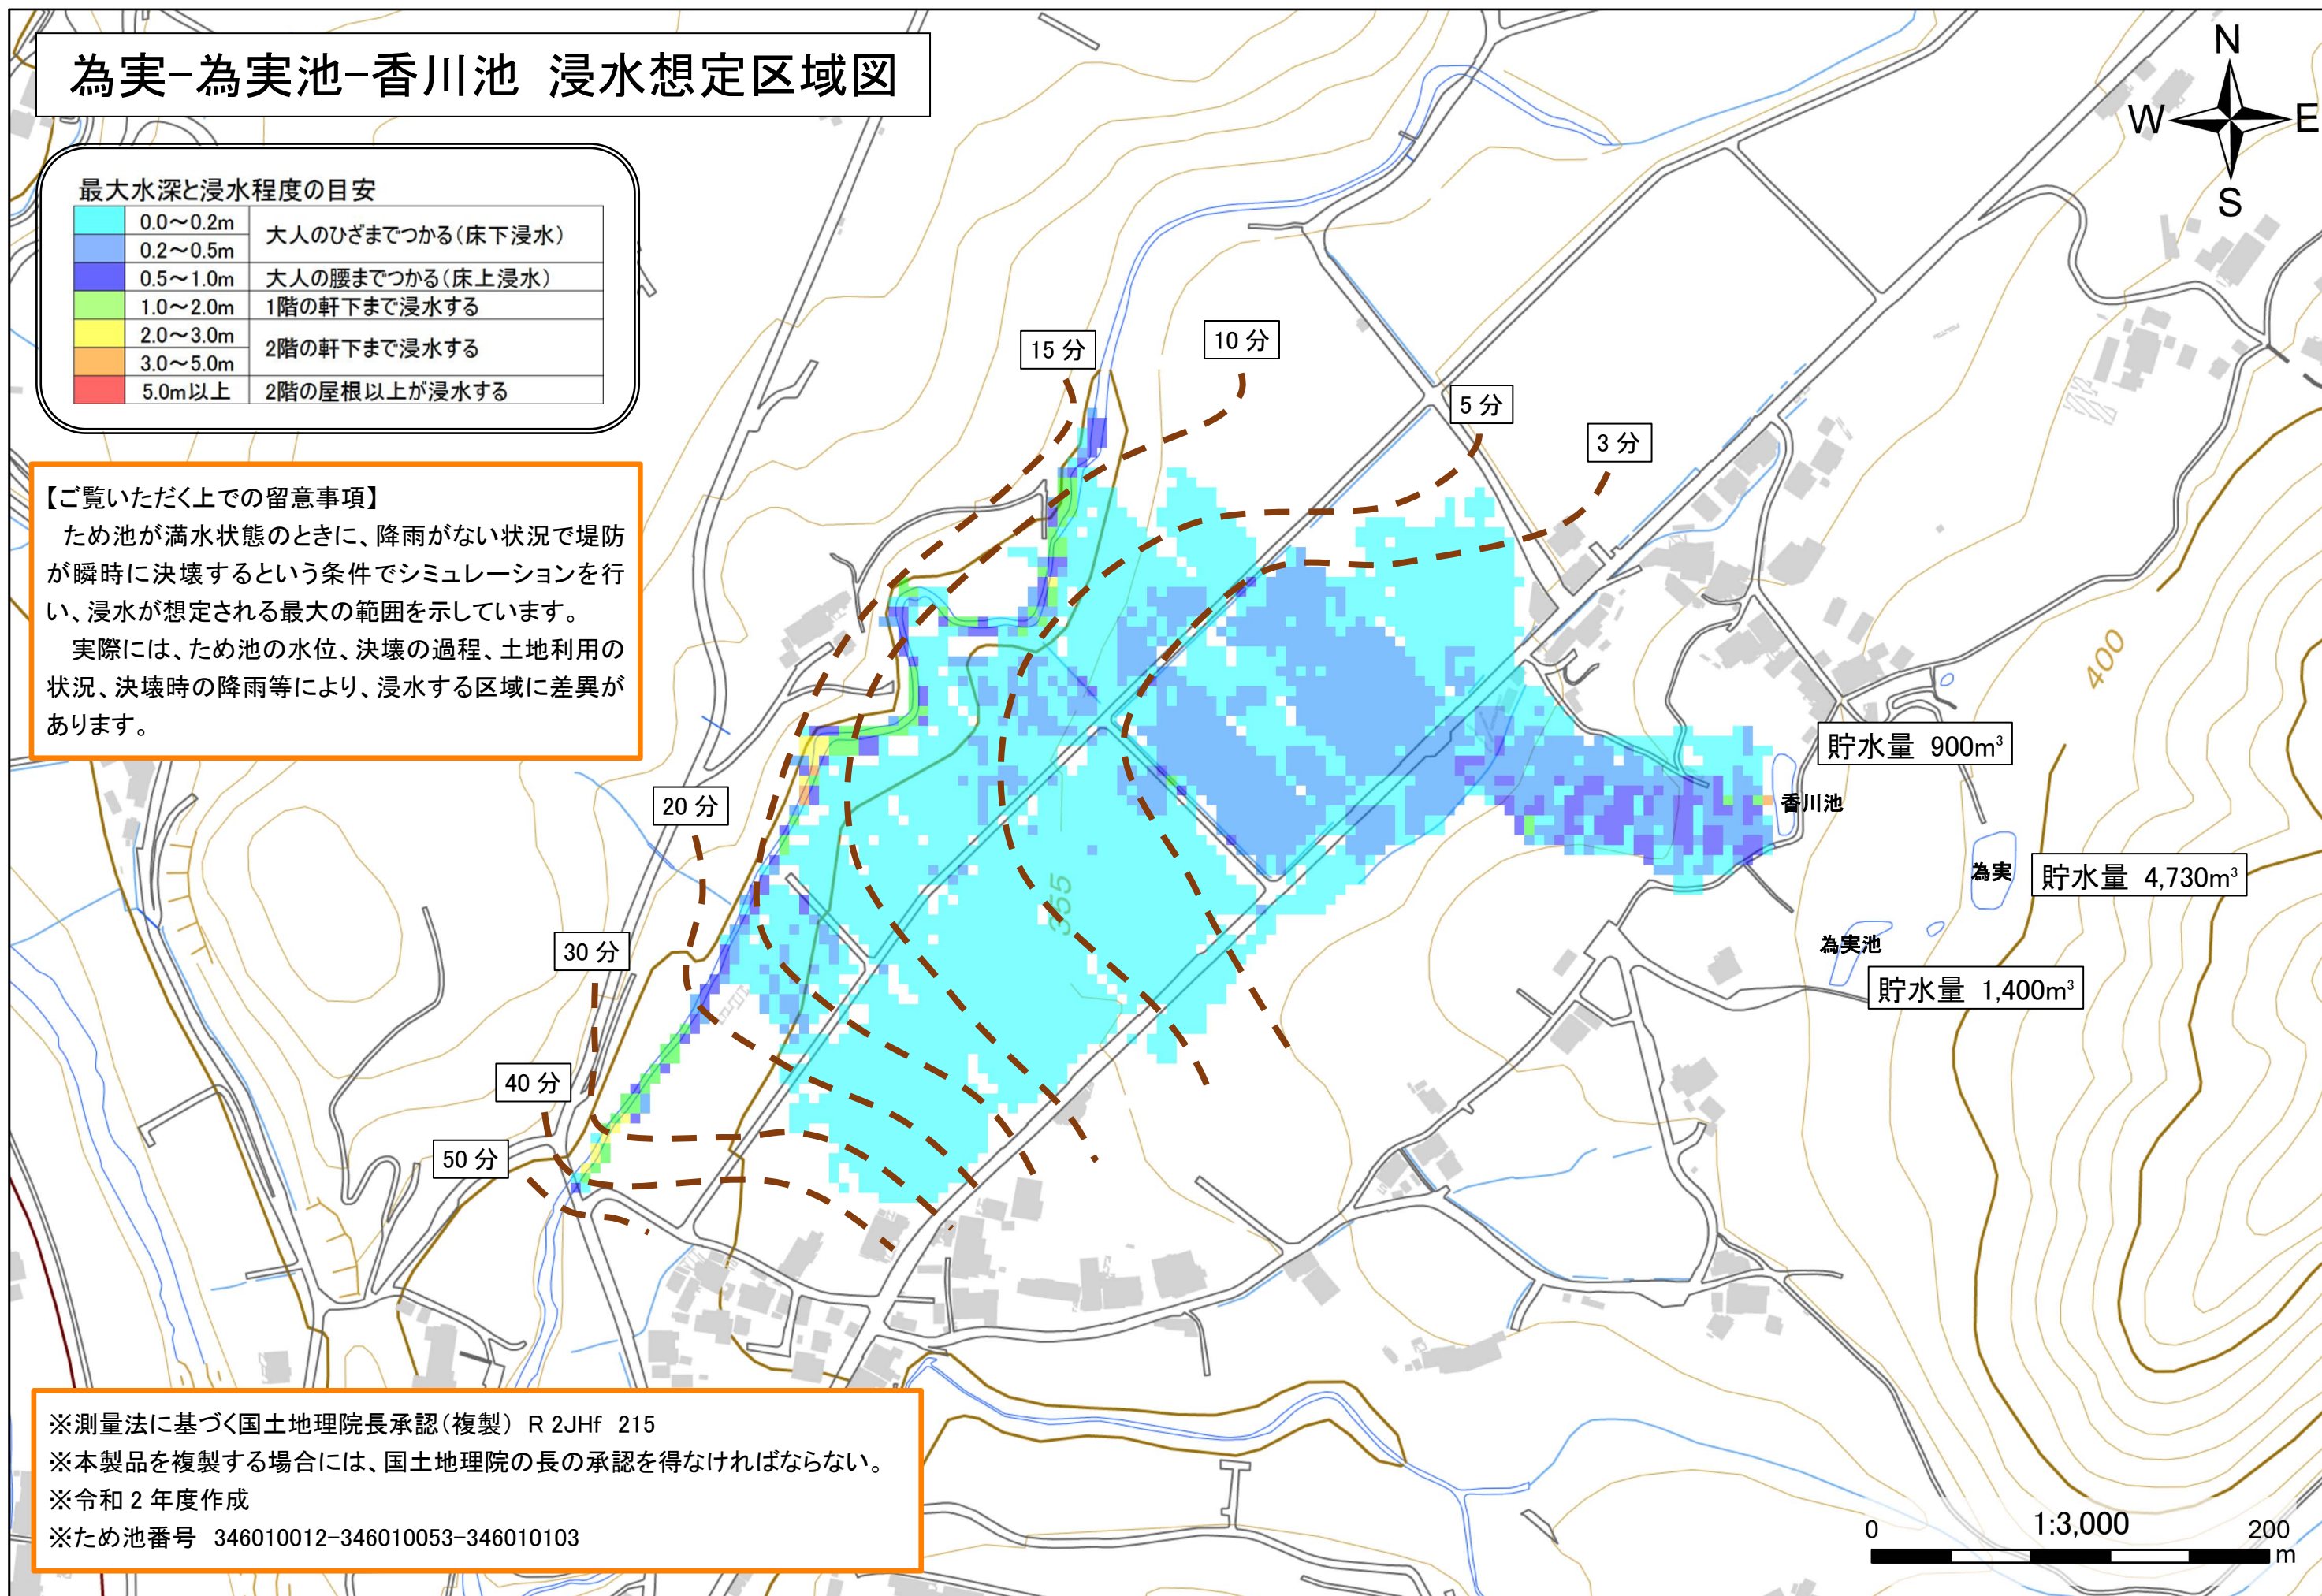 為実-為実池-香川池 浸水想定区域図
N
W
E
S
最大水深と浸水程度の目安
0.0～0.2m
大人のひざまでつかる(床下浸水)
0.2～0.5m
0.5～1.0m
大人の腰までつかる(床上浸水)
1.0～2.0m
1階の軒下まで浸水する
2.0～3.0m
2階の軒下まで浸水する
3.0～5.0m
5.0m以上
2階の屋根以上が浸水する
【ご覧いただく上での留意事項】
ため池が満水状態のときに、降雨がない状況で堤防
が瞬時に決壊するという条件でシミュレーションを行
い、浸水が想定される最大の範囲を示しています。
実際には、ため池の水位、決壊の過程、土地利用の
状況、決壊時の降雨等により、浸水する区域に差異が
あります。
15 分
10 分
5 分
3 分
400
貯水量 900m³
香川池
20 分
為実
貯水量 4,730m³
355
30 分
為実池
貯水量 1,400m³
40 分
50 分
※測量法に基づく国土地理院長承認(複製) R 2JHf 215
※本製品を複製する場合には、国土地理院の長の承認を得なければならない。
※令和 2 年度作成
※ため池番号 346010012-346010053-346010103
0
1:3,000
200
m